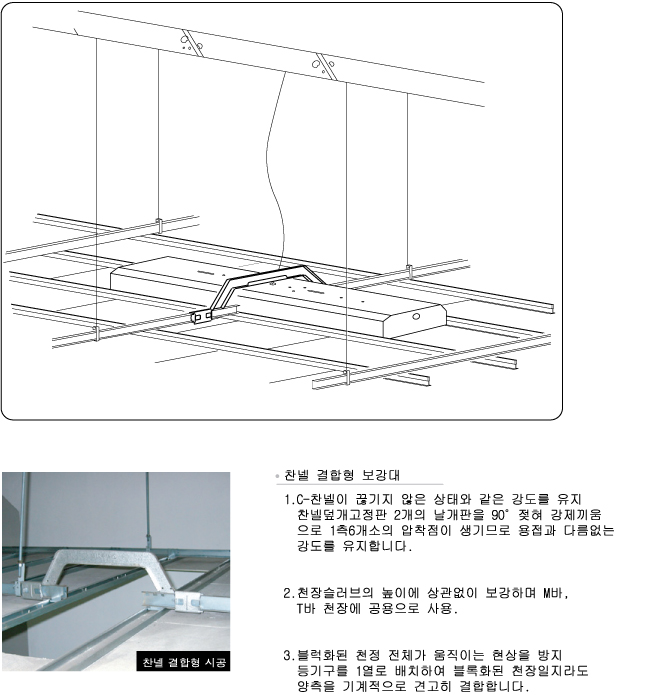 찬넬 결합형 보강대
1.C-찬넬이 끊기지 않은 상태와 같은 강도를 유지
찬넬덮개고정판 2개의 날개판을 90° 젖혀 강제끼움
으로 1측6개소의 압착점이 생기므로 용접과 다름없는
강도를 유지합니다.
2.천장슬러브의 높이에 상관없이 보강하며 M바,
T바 천장에 공용으로 사용.
3.블럭화된 천정 전체가 움직이는 현상을 방지
등기구를 1열로 배치하여 블록화된 천장일지라도
양측을 기계적으로 견고히 결합합니다.
찬넬 결합형 시공